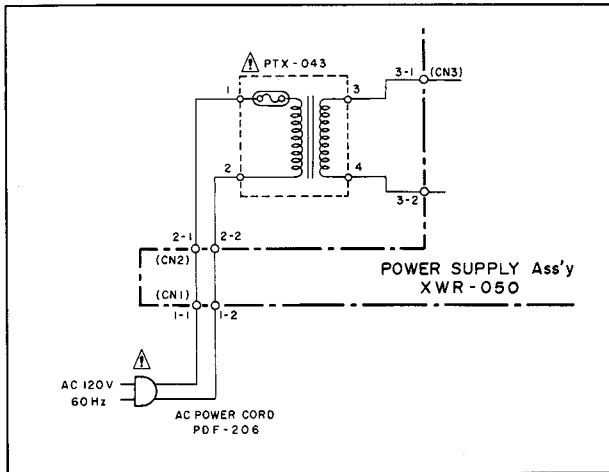 PTX-043
3-1 (CN3)
1
3
2
4
3-2
2-1
2-2
(CN2)
POWER SUPPLY Ass'y
XWR-050
(CN1)
1-1
1-2
AC 120V
60Hz
AC POWER CORD
PDF-206